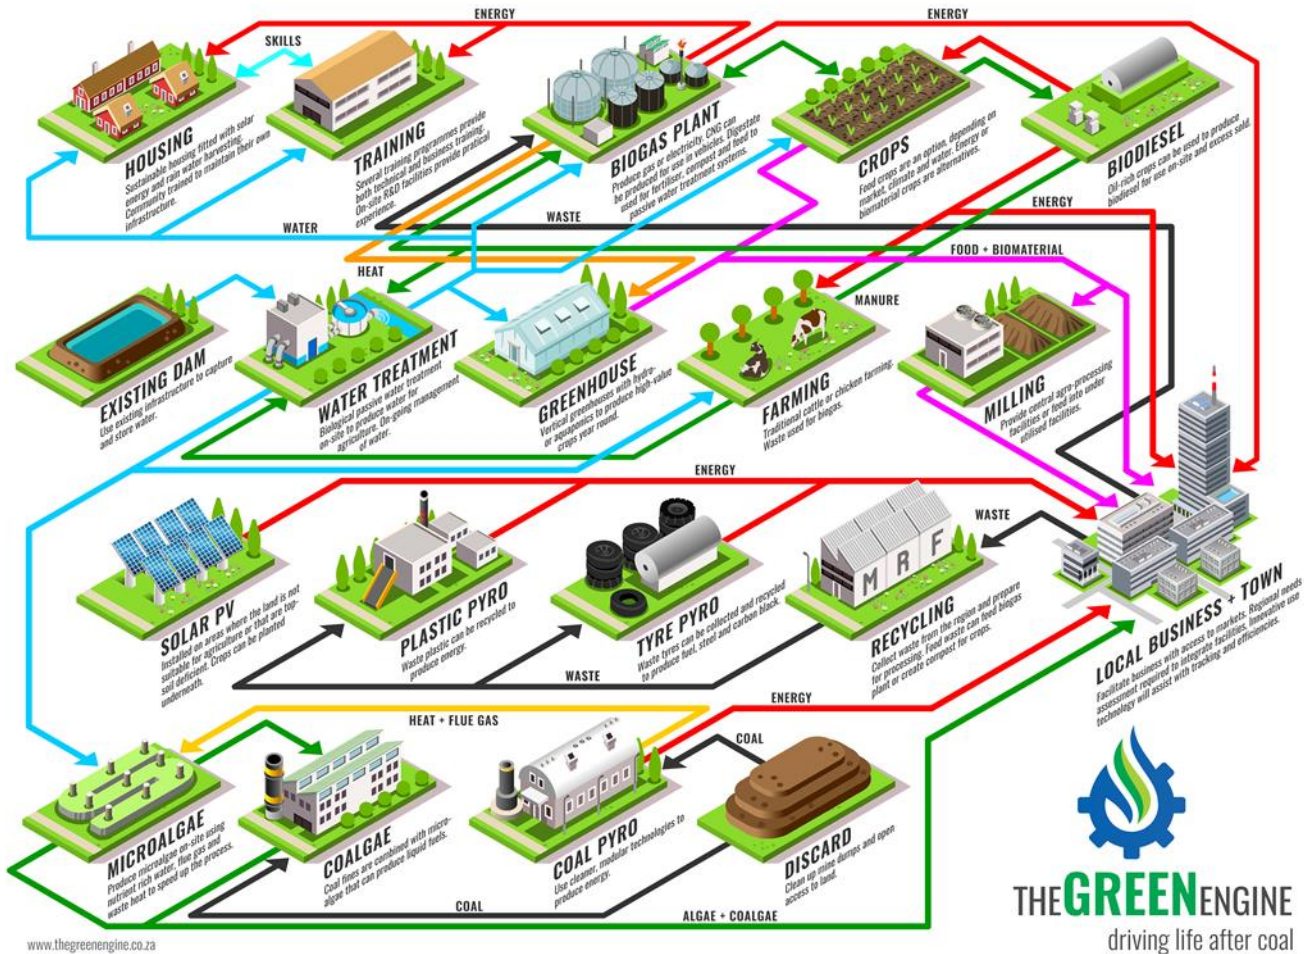 ENERGY
ENERGY
SKILLS
HOUSING
Sustainable housing fitted with solar
energy and rain water harvesting.
Community trained to maintain their own
infrastructure.
TRAINING
Several training programmes provide
both technical and business training.
On-site R&D facilities provide pratical
experience.
BIOGAS PLANT
Produce gas or electricity. CNG can
be produced for use in vehicles. Digestate
used for fertiliser, compost and feed to
passive water treatment systems.
CROPS
Food crops are an option, depending on
market, climate and water. Energy or
biomaterial crops are alternatives.
BIODIESEL
Oil-rich crops can be used to produce
biodiesel for use on-site and excess sold.
ENERGY
WATER
WASTE
FOOD + BIOMATERIAL
HEAT
MANURE
EXISTING DAM
Use existing infrastructure to capture
and store water.
WATER TREATMENT
Biological passive water treatment
on-site to produce water for
agriculture. On-going management
of water.
GREENHOUSE
Vertical greenhouses with hydro-
or aquaponics to produce high-value
crops year round.
FARMING
Traditional cattle or chicken farming.
Waste used for biogas.
MILLING
Provide central agro-processing
facilities or feed into under
utilised facilities.
ENERGY
WASTE
M R F
SOLAR PV
Installed on areas where the land is not
suitable for agriculture or that are top-
soil deficient. Crops can be planted
underneath.
PLASTIC PYRO
Waste plastic can be recycled to
produce energy.
TYRE PYRO
Waste tyres can be collected and recycled
to produce fuel, steel and carbon black.
RECYCLING
Collect waste from the region and prepare
for processing. Food waste can feed biogas
plant or create compost for crops.
LOCAL BUSINESS + TOWN
Facilitate business with access to markets. Regional needs
assessment required to integrate facilities. Innovative use
technology will assist with tracking and efficiencies.
WASTE
ENERGY
HEAT + FLUE GAS
COAL
MICROALGAE
Produce microalgae on-site using
nutrient rich water, flue gas and
waste heat to speed up the process.
COALGAE
Coal fines are combined with micro-
algae that can produce liquid fuels.
COAL PYRO
Use cleaner, modular technologies to
produce energy.
DISCARD
Clean up mine dumps and open
access to land.
COAL
ALGAE + COALGAE
THEGREENENGINE
driving life after coal
www.thegreenengine.co.za